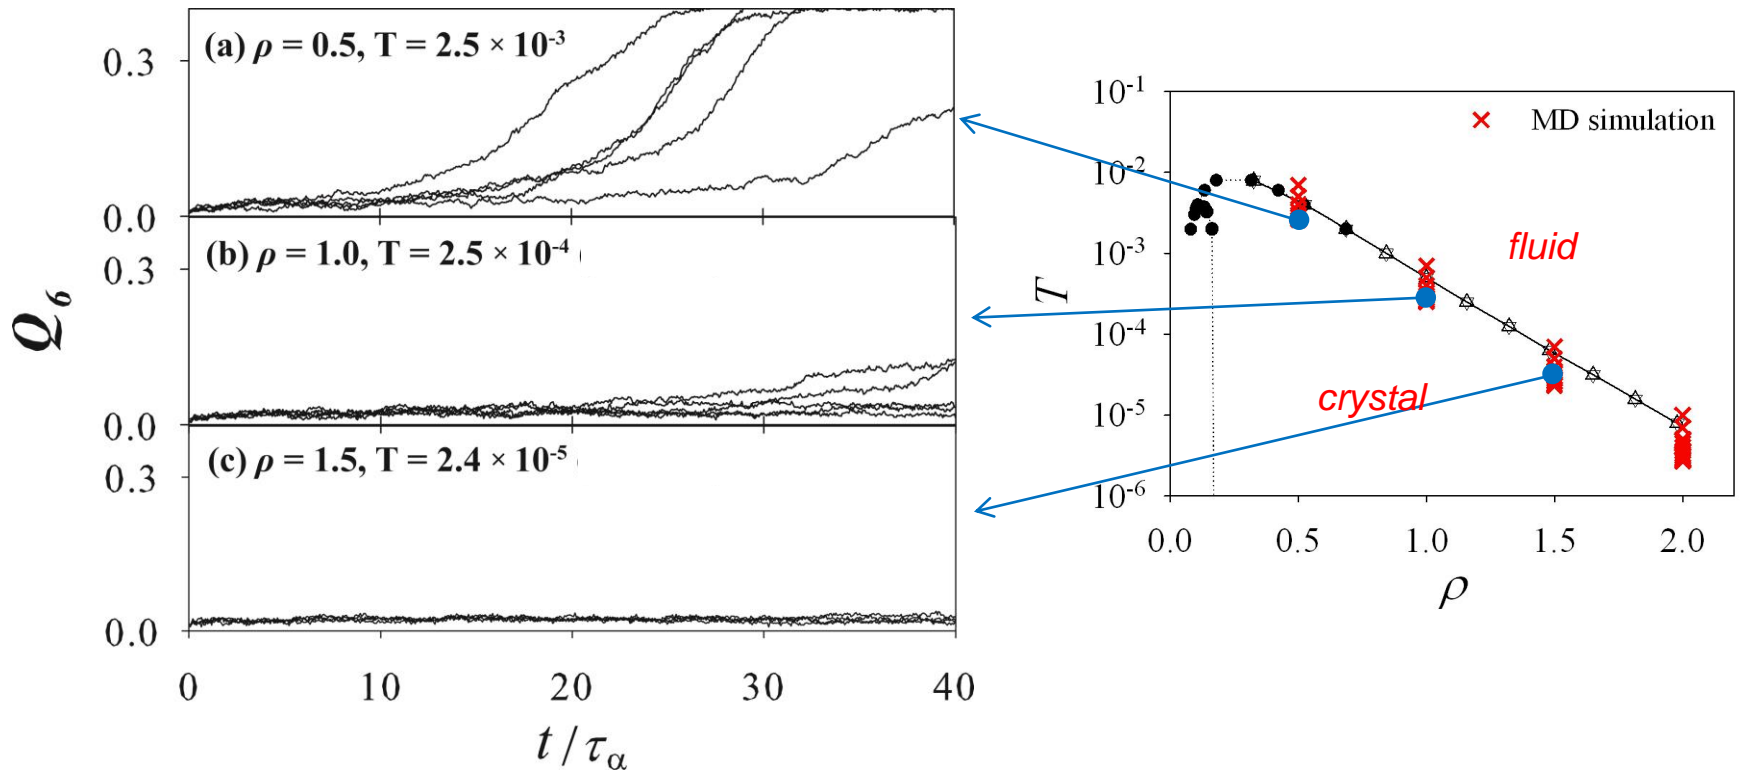 (a) ρ = 0.5, T = 2.5 × 10-3
0.3
0.0
(b) ρ = 1.0, T = 2.5 × 10-4
0.3
0.0
(c) ρ = 1.5, T = 2.4 × 10-5
0.3
0.0
Q6
0 10 20 30 40
t / τα
10-1
10-2
10-3
10-4
10-5
10-6
T
MD simulation
fluid
crystal
0.0 0.5 1.0 1.5 2.0
ρ